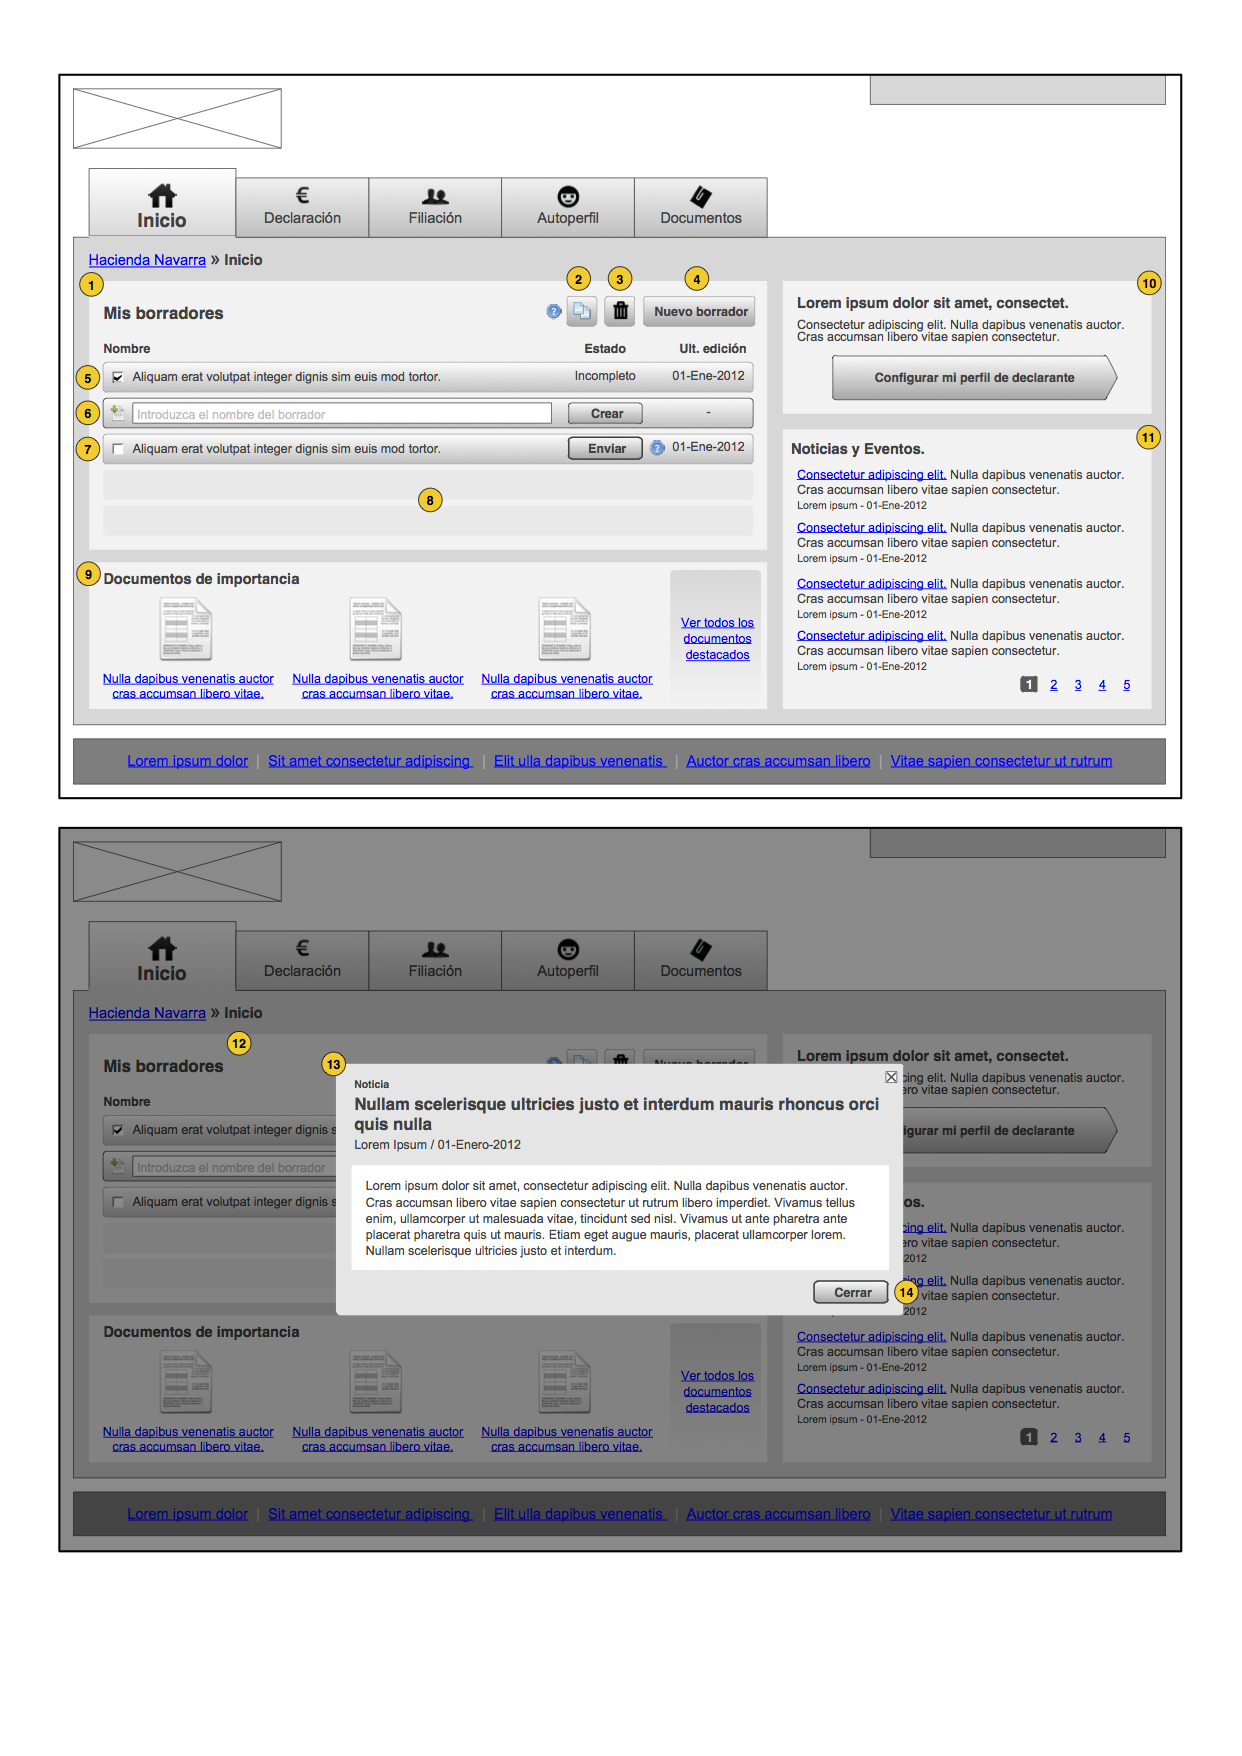 Inicio
Declaración
Filiación
Autoperfil
Documentos
Hacienda Navarra » Inicio
1
2
3
4
Mis borradores
Nuevo borrador
Nombre
Estado
Ult. edición
5
Aliquam erat volutpat integer dignis sim euis mod tortor.
Incompleto
01-Ene-2012
6
Introduzca el nombre del borrador
Crear
-
7
Aliquam erat volutpat integer dignis sim euis mod tortor.
Enviar
01-Ene-2012
8
9
Documentos de importancia
Nulla dapibus venenatis auctor
cras accumsan libero vitae.
Nulla dapibus venenatis auctor
cras accumsan libero vitae.
Nulla dapibus venenatis auctor
cras accumsan libero vitae.
Ver todos los
documentos
destacados
10
Lorem ipsum dolor sit amet, consectet.
Consectetur adipiscing elit. Nulla dapibus venenatis auctor.
Cras accumsan libero vitae sapien consectetur.
Configurar mi perfil de declarante
11
Noticias y Eventos.
Consectetur adipiscing elit. Nulla dapibus venenatis auctor.
Cras accumsan libero vitae sapien consectetur.
Lorem ipsum - 01-Ene-2012
Consectetur adipiscing elit. Nulla dapibus venenatis auctor.
Cras accumsan libero vitae sapien consectetur.
Lorem ipsum - 01-Ene-2012
Consectetur adipiscing elit. Nulla dapibus venenatis auctor.
Cras accumsan libero vitae sapien consectetur.
Lorem ipsum - 01-Ene-2012
Consectetur adipiscing elit. Nulla dapibus venenatis auctor.
Cras accumsan libero vitae sapien consectetur.
Lorem ipsum - 01-Ene-2012
1 2 3 4 5
Lorem ipsum dolor | Sit amet consectetur adipiscing | Elit ulla dapibus venenatis | Auctor cras accumsan libero | Vitae sapien consectetur ut rutrum
Inicio
Declaración
Filiación
Autoperfil
Documentos
Hacienda Navarra » Inicio
12
Mis borradores
Nombre
Aliquam erat volutpat integer dignis s
Introduzca el nombre del borrador
Aliquam erat volutpat integer dignis s
13
Noticia
Nullam scelerisque ultricies justo et interdum mauris rhoncus orci
quis nulla
Lorem Ipsum / 01-Enero-2012
Lorem ipsum dolor sit amet, consectetur adipiscing elit. Nulla dapibus venenatis auctor.
Cras accumsan libero vitae sapien consectetur ut rutrum libero imperdiet. Vivamus tellus
enim, ullamcorper ut malesuada vitae, tincidunt sed nisl. Vivamus ut ante pharetra ante
placerat pharetra quis ut mauris. Etiam eget augue mauris, placerat ullamcorper lorem.
Nullam scelerisque ultricies justo et interdum.
Cerrar
14
Lorem ipsum dolor sit amet, consectet.
cing elit. Nulla dapibus venenatis auctor.
ero vitae sapien consectetur.
igurar mi perfil de declarante
os.
cing elit. Nulla dapibus venenatis auctor.
ero vitae sapien consectetur.
2012
ing elit. Nulla dapibus venenatis auctor.
vitae sapien consectetur.
2012
Consectetur adipiscing elit. Nulla dapibus venenatis auctor.
Cras accumsan libero vitae sapien consectetur.
Lorem ipsum - 01-Ene-2012
Consectetur adipiscing elit. Nulla dapibus venenatis auctor.
Cras accumsan libero vitae sapien consectetur.
Lorem ipsum - 01-Ene-2012
1 2 3 4 5
Documentos de importancia
Nulla dapibus venenatis auctor
cras accumsan libero vitae.
Nulla dapibus venenatis auctor
cras accumsan libero vitae.
Nulla dapibus venenatis auctor
cras accumsan libero vitae.
Ver todos los
documentos
destacados
Lorem ipsum dolor | Sit amet consectetur adipiscing | Elit ulla dapibus venenatis | Auctor cras accumsan libero | Vitae sapien consectetur ut rutrum